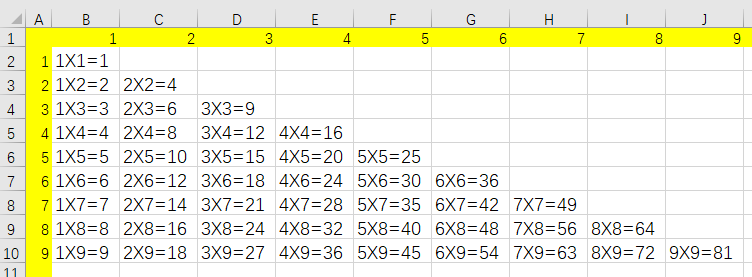 A B C D E F G H I J
1 1 2 3 4 5 6 7 8 9
2 1 1X1=1
3 2 1X2=2 2X2=4
4 3 1X3=3 2X3=6 3X3=9
5 4 1X4=4 2X4=8 3X4=12 4X4=16
6 5 1X5=5 2X5=10 3X5=15 4X5=20 5X5=25
7 6 1X6=6 2X6=12 3X6=18 4X6=24 5X6=30 6X6=36
8 7 1X7=7 2X7=14 3X7=21 4X7=28 5X7=35 6X7=42 7X7=49
9 8 1X8=8 2X8=16 3X8=24 4X8=32 5X8=40 6X8=48 7X8=56 8X8=64
10 9 1X9=9 2X9=18 3X9=27 4X9=36 5X9=45 6X9=54 7X9=63 8X9=72 9X9=81
11